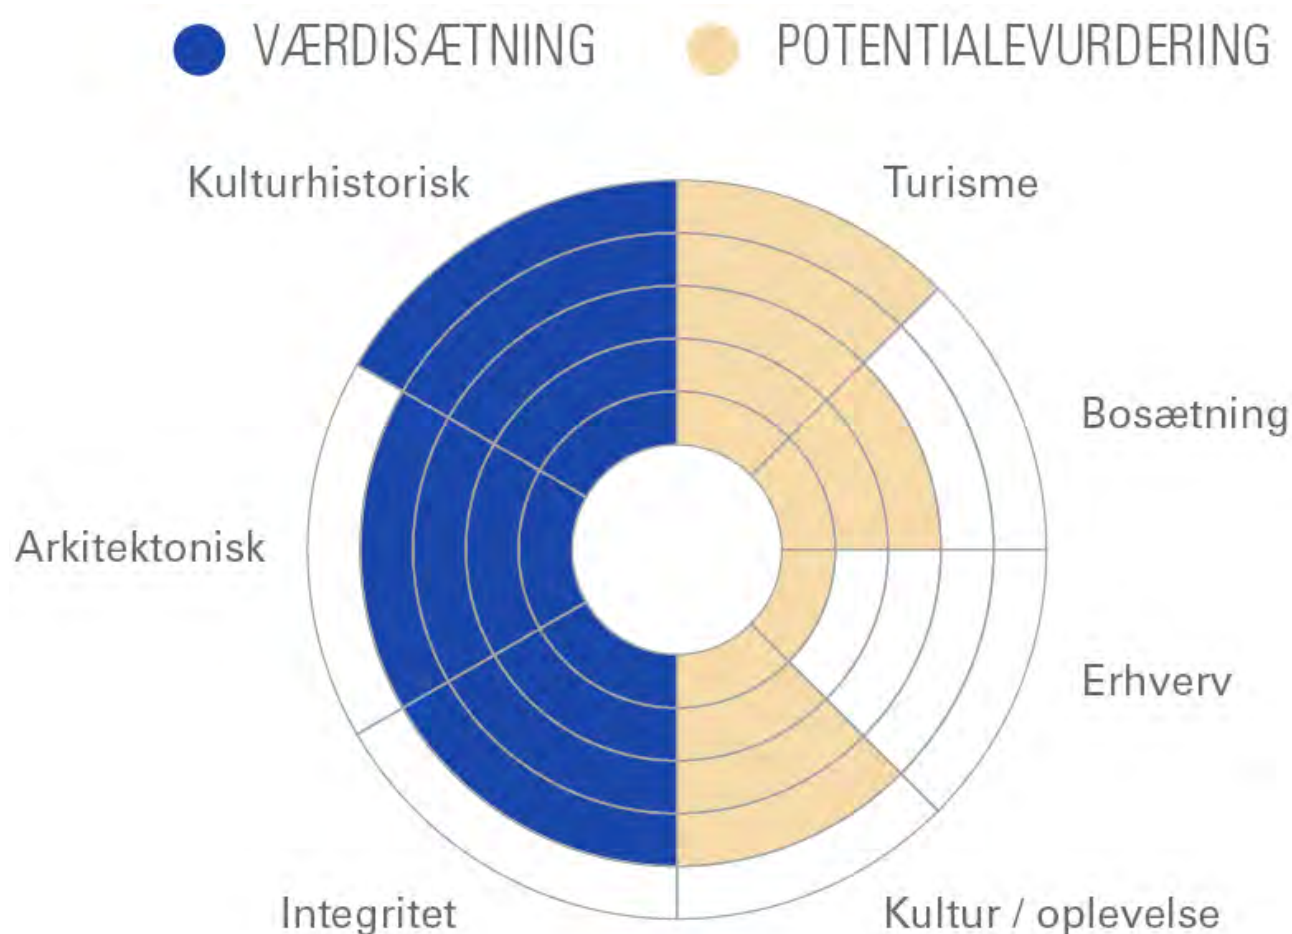 VÆRDISÆTNING
POTENTIALEVURDERING
Kulturhistorisk
Turisme
Bosætning
Arkitektonisk
Erhverv
Integritet
Kultur / oplevelse